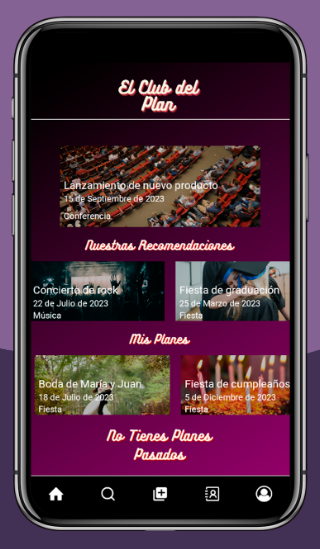 El Club del
Plan
Lanzamiento de nuevo producto
15 de Septiembre de 2023
Conferencia
Nuestras Recomendaciones
Concierto de rock
22 de Julio de 2023
Música
Fiesta de graduación
25 de Marzo de 2023
Fiesta
Mis Planes
Boda de María y Juan
18 de Julio de 2023
Fiesta
Fiesta de cumpleaños
5 de Diciembre de 2023
Fiesta
No Tienes Planes
Pasados